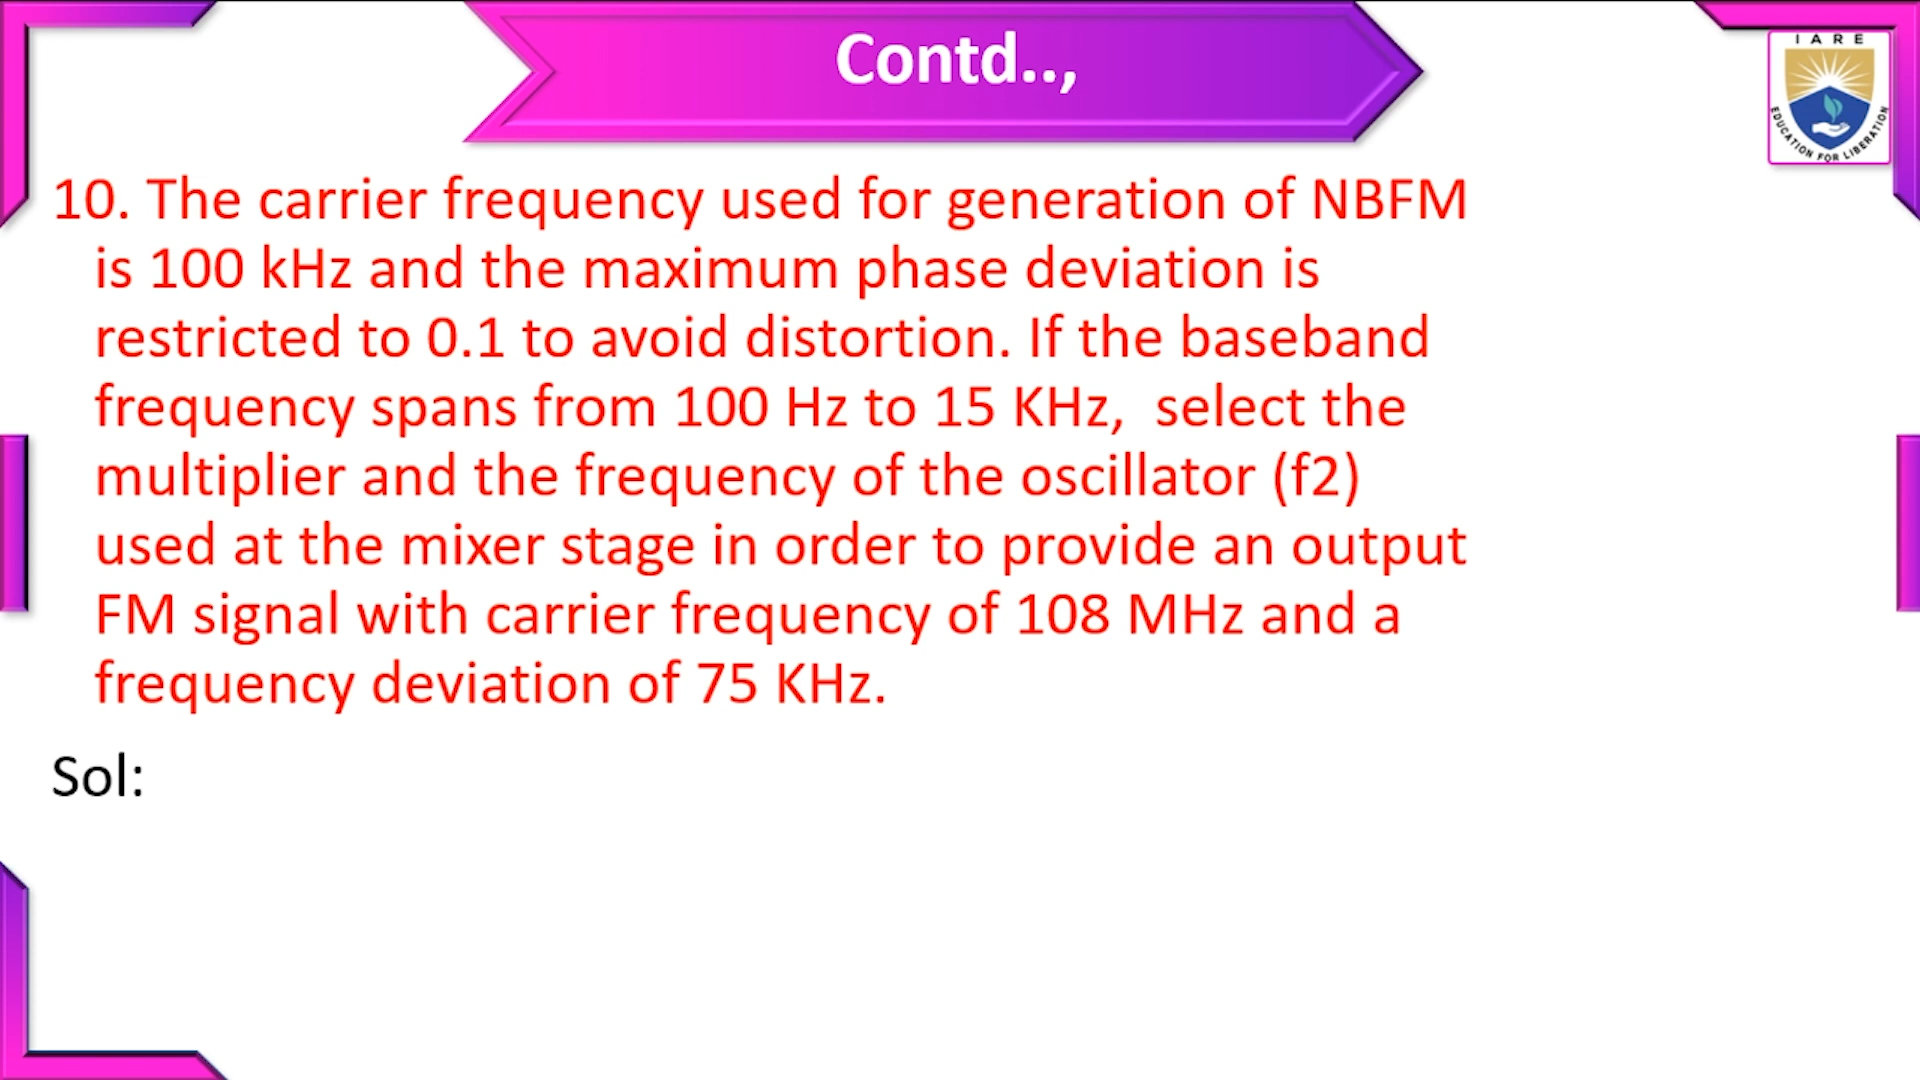 Contd..,
I A R E
EDUCATION FOR LIBERATION
10. The carrier frequency used for generation of NBFM
is 100 kHz and the maximum phase deviation is
restricted to 0.1 to avoid distortion. If the baseband
frequency spans from 100 Hz to 15 KHz,  select the
multiplier and the frequency of the oscillator (f2)
used at the mixer stage in order to provide an output
FM signal with carrier frequency of 108 MHz and a
frequency deviation of 75 KHz.
Sol: